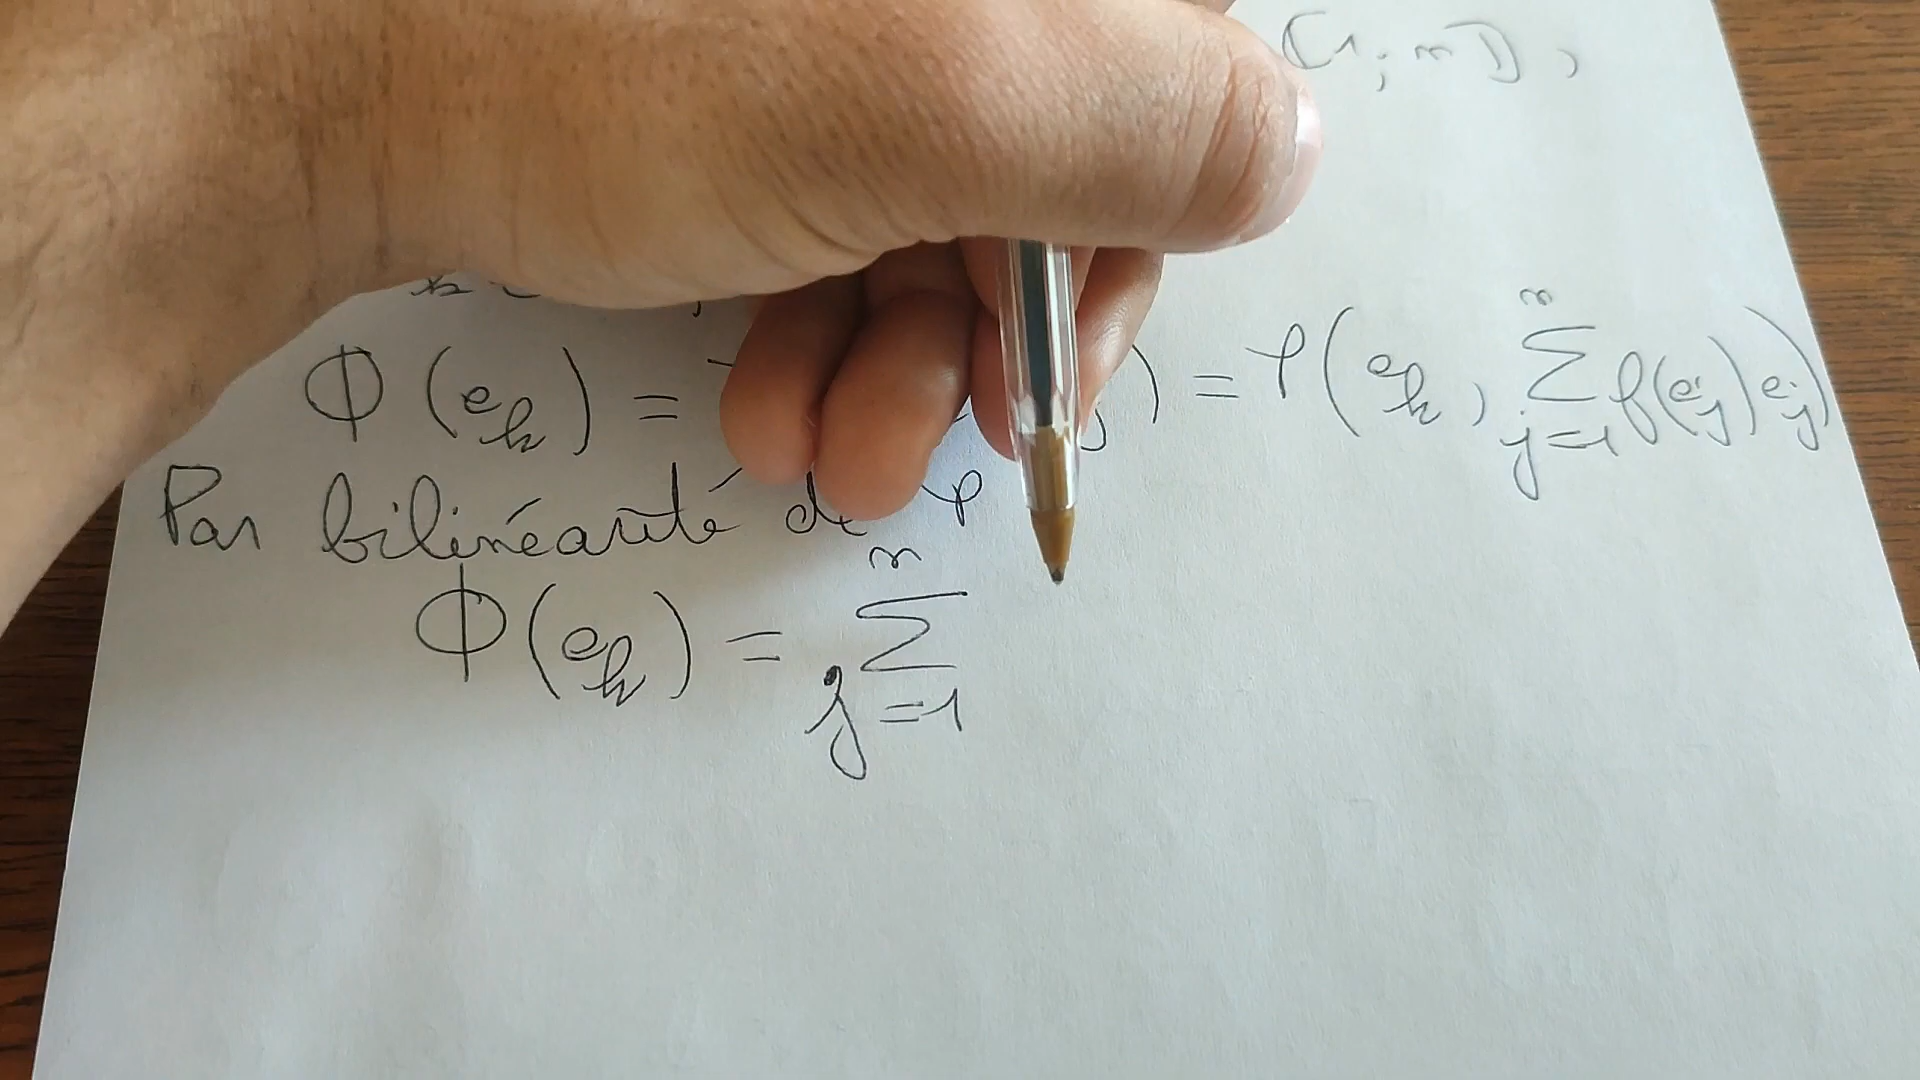 [1; n],
Φ(e_k) = ) = φ(e_k, Σ_{j=1}^{n} f(e_j)e_j)
Par bilinéarité de φ
Φ(e_k) = Σ_{j=1}^{n}